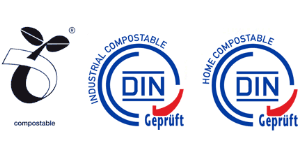 ®
compostable
INDUSTRIAL COMPOSTABLE
DIN
Geprüft
HOME COMPOSTABLE
DIN
Geprüft